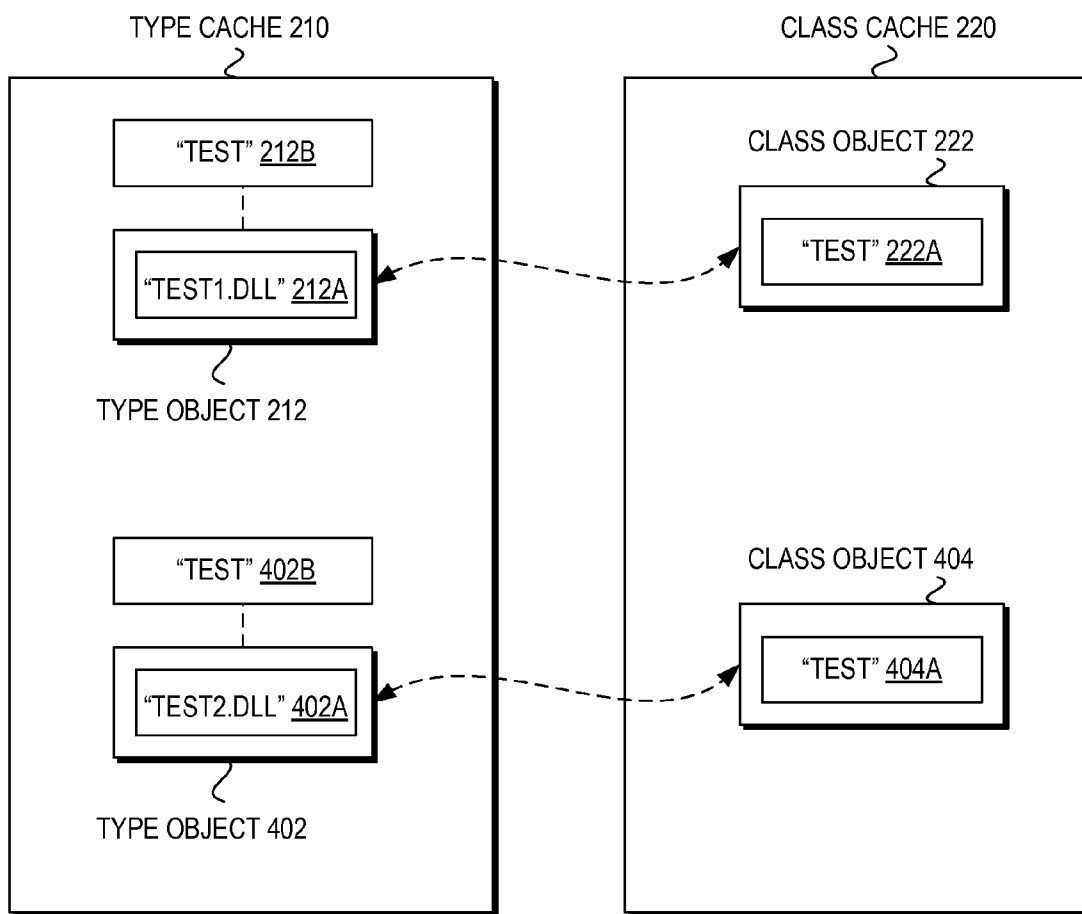 TYPE CACHE 210
“TEST” 212B
“TEST1.DLL” 212A
TYPE OBJECT 212
“TEST” 402B
“TEST2.DLL” 402A
TYPE OBJECT 402
CLASS CACHE 220
CLASS OBJECT 222
“TEST” 222A
CLASS OBJECT 404
“TEST” 404A